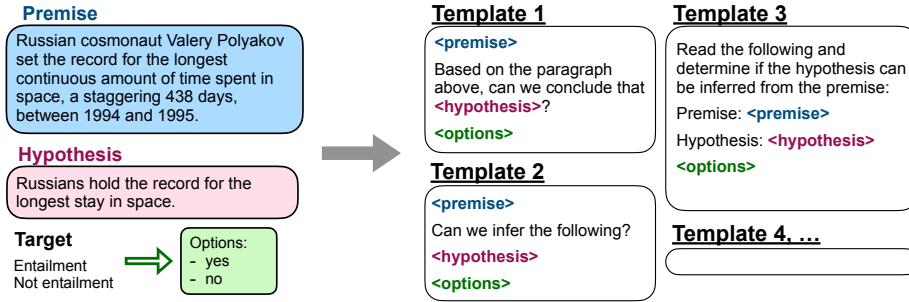 Premise
Russian cosmonaut Valery Polyakov
set the record for the longest
continuous amount of time spent in
space, a staggering 438 days,
between 1994 and 1995.
Hypothesis
Russians hold the record for the
longest stay in space.
Target
Entailment
Not entailment
Options:
- yes
- no
Template 1
<premise>
Based on the paragraph
above, can we conclude that
<hypothesis>?
<options>
Template 2
<premise>
Can we infer the following?
<hypothesis>
<options>
Template 3
Read the following and
determine if the hypothesis can
be inferred from the premise:
Premise: <premise>
Hypothesis: <hypothesis>
<options>
Template 4, …